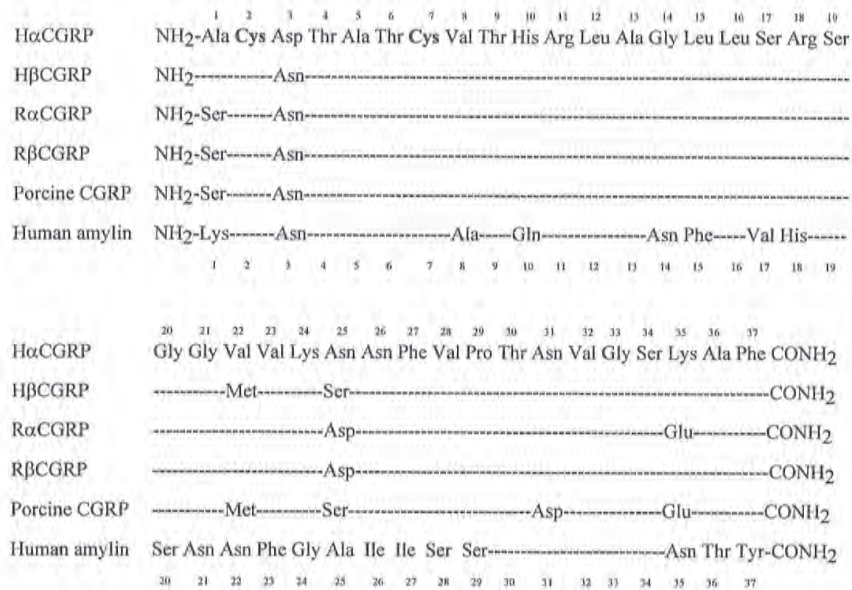 1 2 3 4 5 6 7 8 9 10 11 12 13 14 15 16 17 18 19
HαCGRP NH2-Ala Cys Asp Thr Ala Thr Cys Val Thr His Arg Leu Ala Gly Leu Leu Ser Arg Ser
HβCGRP NH2-----------Asn------------------------------------------------------------
RαCGRP NH2-Ser------Asn------------------------------------------------------------
RβCGRP NH2-Ser------Asn------------------------------------------------------------
Porcine CGRP NH2-Ser------Asn------------------------------------------------------------
Human amylin NH2-Lys------Asn----------------Ala-----Gln----------------Asn Phe-----Val His-----
1 2 3 4 5 6 7 8 9 10 11 12 13 14 15 16 17 18 19
20 21 22 23 24 25 26 27 28 29 30 31 32 33 34 35 36 37
HαCGRP Gly Gly Val Val Lys Asn Asn Phe Val Pro Thr Asn Val Gly Ser Lys Ala Phe CONH2
HβCGRP -----------Met---------Ser------------------------------------------------CONH2
RαCGRP --------------------------Asp--------------------------------------Glu---------CONH2
RβCGRP --------------------------Asp------------------------------------------------CONH2
Porcine CGRP -----------Met---------Ser---------------------Asp--------------Glu---------CONH2
Human amylin Ser Asn Asn Phe Gly Ala Ile Ile Ser Ser---------------------Asn Thr Tyr-CONH2
20 21 22 23 24 25 26 27 28 29 30 31 32 33 34 35 36 37